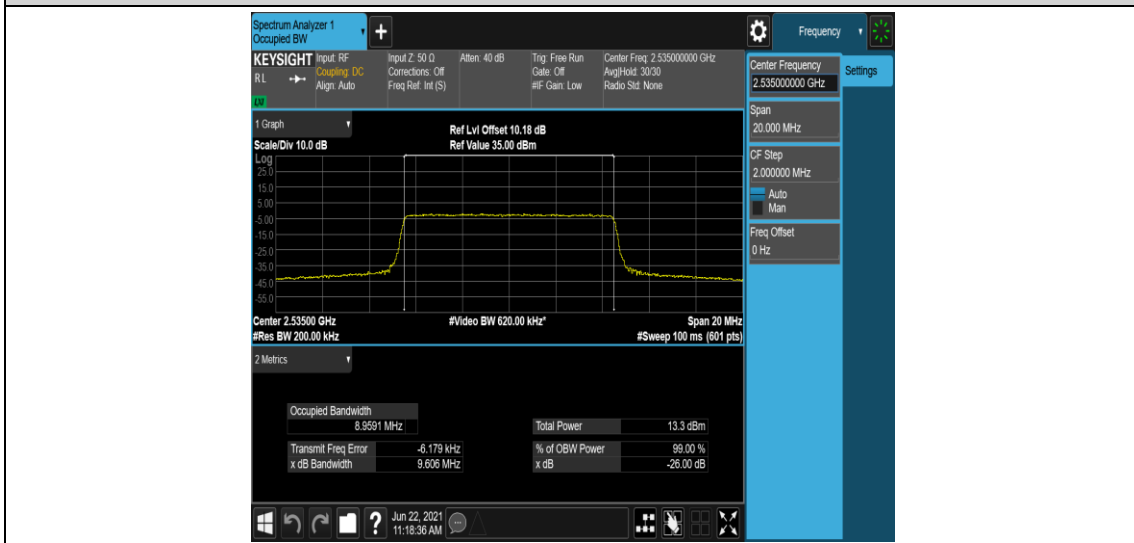 Spectrum Analyzer 1
Occupied BW
Frequency
KEYSIGHT
RL
Input: RF
Coupling: DC
Align: Auto
Input Z: 50 Ω
Corrections: Off
Freq Ref: Int (S)
Atten: 40 dB
Trig: Free Run
Gate: Off
#IF Gain: Low
Center Freq: 2.535000000 GHz
Avg|Hold: 30/30
Radio Std: None
Center Frequency
2.535000000 GHz
Settings
Span
20.000 MHz
CF Step
2.000000 MHz
Auto
Man
Freq Offset
0 Hz
1 Graph
Scale/Div 10.0 dB
Ref Lvl Offset 10.18 dB
Ref Value 35.00 dBm
Log
25.0
15.0
5.00
-5.00
-15.0
-25.0
-35.0
-45.0
-55.0
Center 2.53500 GHz
#Video BW 620.00 kHz*
Span 20 MHz
#Res BW 200.00 kHz
#Sweep 100 ms (601 pts)
2 Metrics
Occupied Bandwidth
8.9591 MHz
Total Power 13.3 dBm
Transmit Freq Error -6.179 kHz
% of OBW Power 99.00 %
x dB Bandwidth 9.606 MHz
x dB -26.00 dB
?
Jun 22, 2021
11:18:36 AM